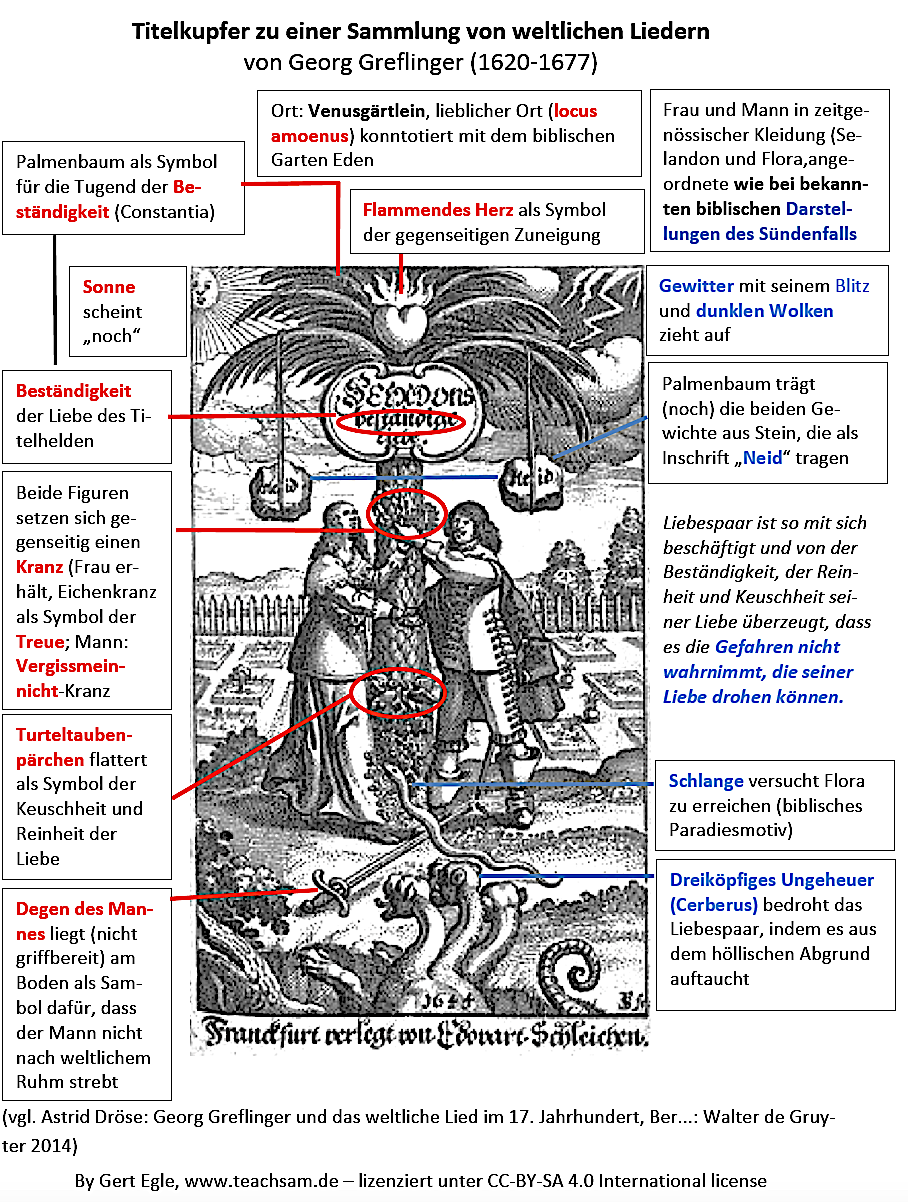 Titelkupfer zu einer Sammlung von weltlichen Liedern
von Georg Greflinger (1620-1677)
Ort: Venusgärtlein, lieblicher Ort (locus
amoenus) konntotiert mit dem biblischen
Garten Eden
Frau und Mann in zeitge-
nössischer Kleidung (Se-
landon und Flora,ange-
ordnete wie bei bekann-
ten biblischen Darstel-
lungen des Sündenfalls
Palmenbaum als Symbol
für die Tugend der Be-
ständigkeit (Constantia)
Flammendes Herz als Symbol
der gegenseitigen Zuneigung
Sonne
scheint
„noch“
Gewitter mit seinem Blitz
und dunklen Wolken
zieht auf
Beständigkeit
der Liebe des Ti-
telhelden
Palmenbaum trägt
(noch) die beiden Ge-
wichte aus Stein, die als
Inschrift „Neid“ tragen
Beide Figuren
setzen sich ge-
genseitig einen
Kranz (Frau er-
hält, Eichenkranz
als Symbol der
Treue; Mann:
Vergissmein-
nicht-Kranz
Liebespaar ist so mit sich
beschäftigt und von der
Beständigkeit, der Rein-
heit und Keuschheit sei-
ner Liebe überzeugt, dass
es die Gefahren nicht
wahrnimmt, die seiner
Liebe drohen können.
Turteltauben-
pärchen flattert
als Symbol der
Keuschheit und
Reinheit der
Liebe
Schlange versucht Flora
zu erreichen (biblisches
Paradiesmotiv)
Degen des Man-
nes liegt (nicht
griffbereit) am
Boden als Sam-
bol dafür, dass
der Mann nicht
nach weltlichem
Ruhm strebt
Dreiköpfiges Ungeheuer
(Cerberus) bedroht das
Liebespaar, indem es aus
dem höllischen Abgrund
auftaucht
beständige
Neid
Neid
1644
Franckfurt verlegt von Edouart Schleichen.
(vgl. Astrid Dröse: Georg Greflinger und das weltliche Lied im 17. Jahrhundert, Ber...: Walter de Gruy-
ter 2014)
By Gert Egle, www.teachsam.de – lizenziert unter CC-BY-SA 4.0 International license